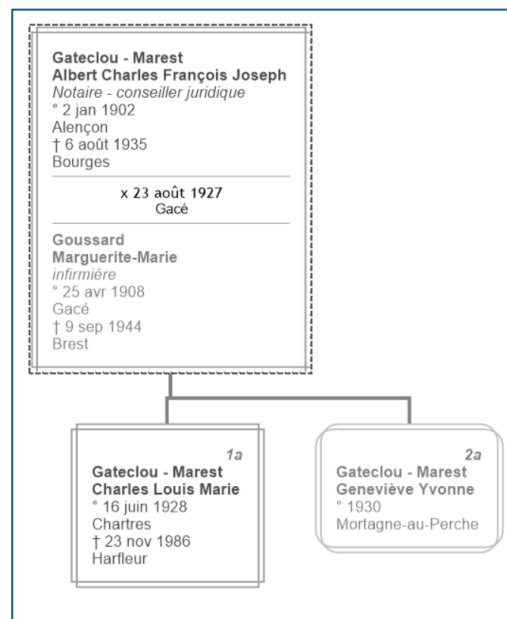 Gateclou - Marest
Albert Charles François Joseph
Notaire - conseiller juridique
° 2 jan 1902
Alençon
† 6 août 1935
Bourges
x 23 août 1927
Gacé
Goussard
Marguerite-Marie
infirmiére
° 25 avr 1908
Gacé
† 9 sep 1944
Brest
1a
Gateclou - Marest
Charles Louis Marie
° 16 juin 1928
Chartres
† 23 nov 1986
Harfleur
2a
Gateclou - Marest
Geneviève Yvonne
° 1930
Mortagne-au-Perche